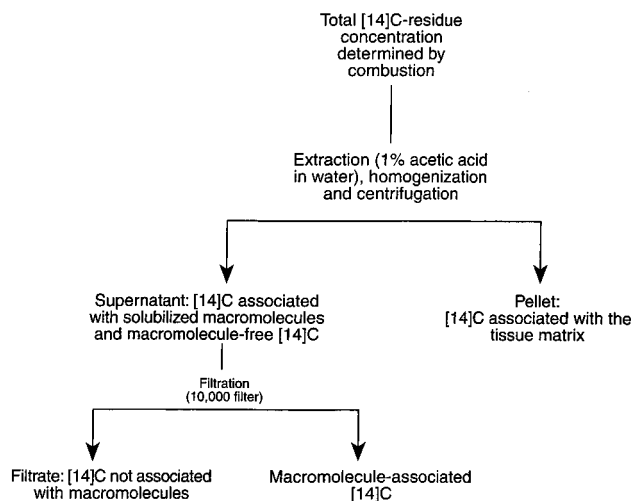 Total [14]C-residue
concentration
determined by
combustion
Extraction (1% acetic acid
in water), homogenization
and centrifugation
Supernatant: [14]C associated
with solubilized macromolecules
and macromolecule-free [14]C
Pellet:
[14]C associated with the
tissue matrix
Filtration
(10,000 filter)
Filtrate: [14]C not associated
with macromolecules
Macromolecule-associated
[14]C